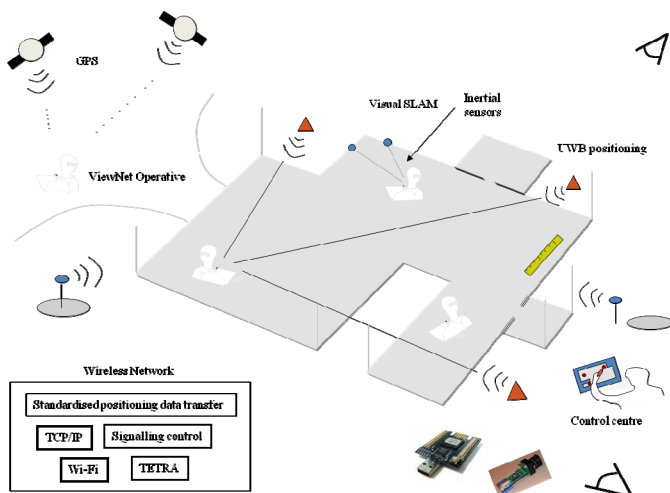 GPS
Visual SLAM
Inertial
sensors
UWB positioning
ViewNet Operative
Wireless Network
Standardised positioning data transfer
TCP/IP
Signalling control
Wi-Fi
TETRA
Control centre